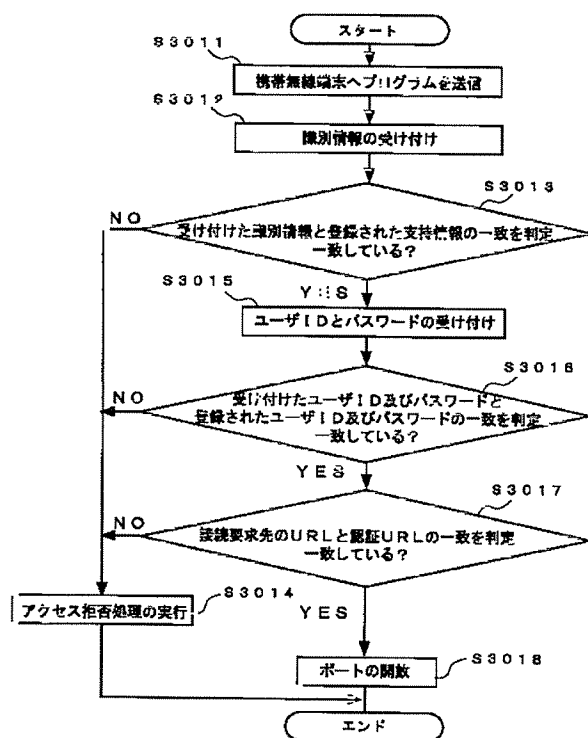 スタート
S3011
携帯無線端末へプログラムを送信
S3012
識別情報の受け付け
S3013
NO
受け付けた識別情報と登録された支持情報の一致を判定
一致している？
YES
S3015
ユーザIDとパスワードの受け付け
S3016
受け付けたユーザID及びパスワードと
登録されたユーザID及びパスワードの一致を判定
一致している？
NO
YES
S3017
NO
接続要求先のURLと認証URLの一致を判定
一致している？
S3014
アクセス拒否処理の実行
YES
S3018
ポートの開放
エンド